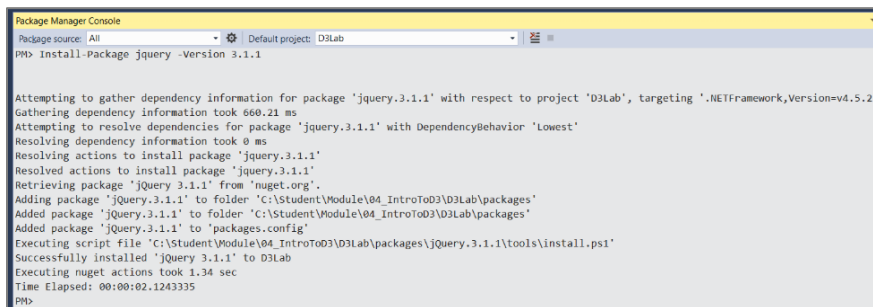 Package Manager Console
Package source: All Default project: D3Lab
PM> Install-Package jquery -Version 3.1.1
Attempting to gather dependency information for package 'jquery.3.1.1' with respect to project 'D3Lab', targeting '.NETFramework,Version=v4.5.2
Gathering dependency information took 660.21 ms
Attempting to resolve dependencies for package 'jquery.3.1.1' with DependencyBehavior 'Lowest'
Resolving dependency information took 0 ms
Resolving actions to install package 'jquery.3.1.1'
Resolved actions to install package 'jquery.3.1.1'
Retrieving package 'jQuery 3.1.1' from 'nuget.org'.
Adding package 'jQuery.3.1.1' to folder 'C:\Student\Module\04_IntroToD3\D3Lab\packages'
Added package 'jQuery.3.1.1' to folder 'C:\Student\Module\04_IntroToD3\D3Lab\packages'
Added package 'jQuery.3.1.1' to 'packages.config'
Executing script file 'C:\Student\Module\04_IntroToD3\D3Lab\packages\jQuery.3.1.1\tools\install.ps1'
Successfully installed 'jQuery 3.1.1' to D3Lab
Executing nuget actions took 1.34 sec
Time Elapsed: 00:00:02.1243335
PM>